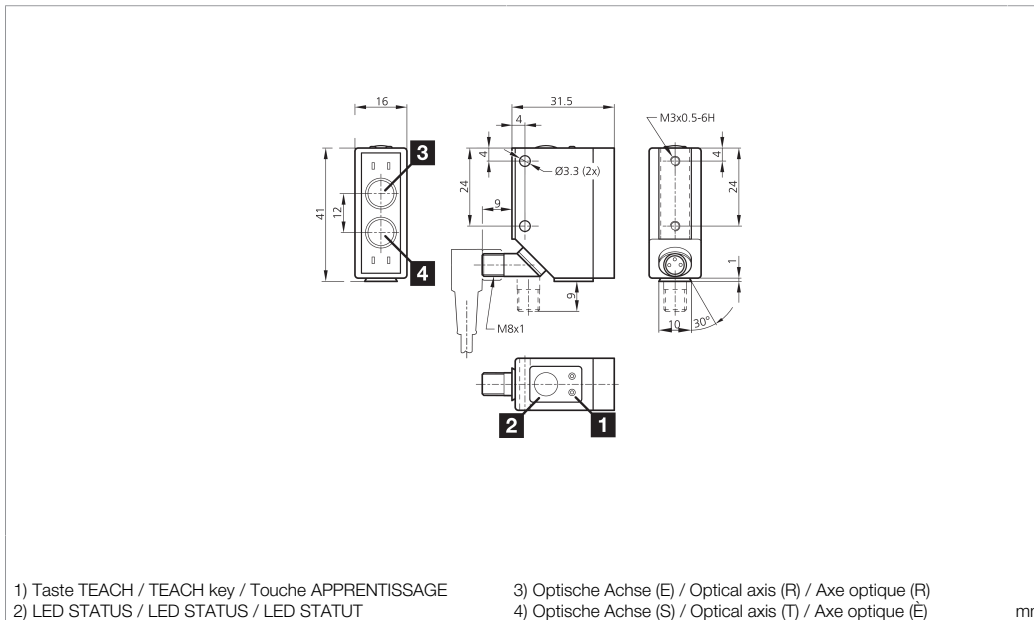 16
31.5
4
M3x0.5-6H
3
4
Ø3.3 (2x)
4
41
12
24
9
24
4
1
9
10
30°
M8x1
2
1
1) Taste TEACH / TEACH key / Touche APPRENTISSAGE
2) LED STATUS / LED STATUS / LED STATUT
3) Optische Achse (E) / Optical axis (R) / Axe optique (R)
4) Optische Achse (S) / Optical axis (T) / Axe optique (È)